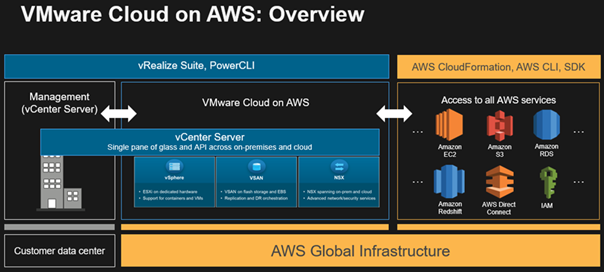 VMware Cloud on AWS: Overview
vRealize Suite, PowerCLI
AWS CloudFormation, AWS CLI, SDK
Management
(vCenter Server)
VMware Cloud on AWS
Access to all AWS services
vCenter Server
Single pane of glass and API across on-premises and cloud
vSphere
• ESXi on dedicated hardware
• Support for containers and VMs
VSAN
• VSAN on flash storage and EBS
• Replication and DR orchestration
NSX
• NSX spanning on-prem and cloud
• Advanced network/security services
...
Amazon
EC2
Amazon
S3
Amazon
RDS
...
...
Amazon
Redshift
AWS Direct
Connect
IAM
...
Customer data center
AWS Global Infrastructure